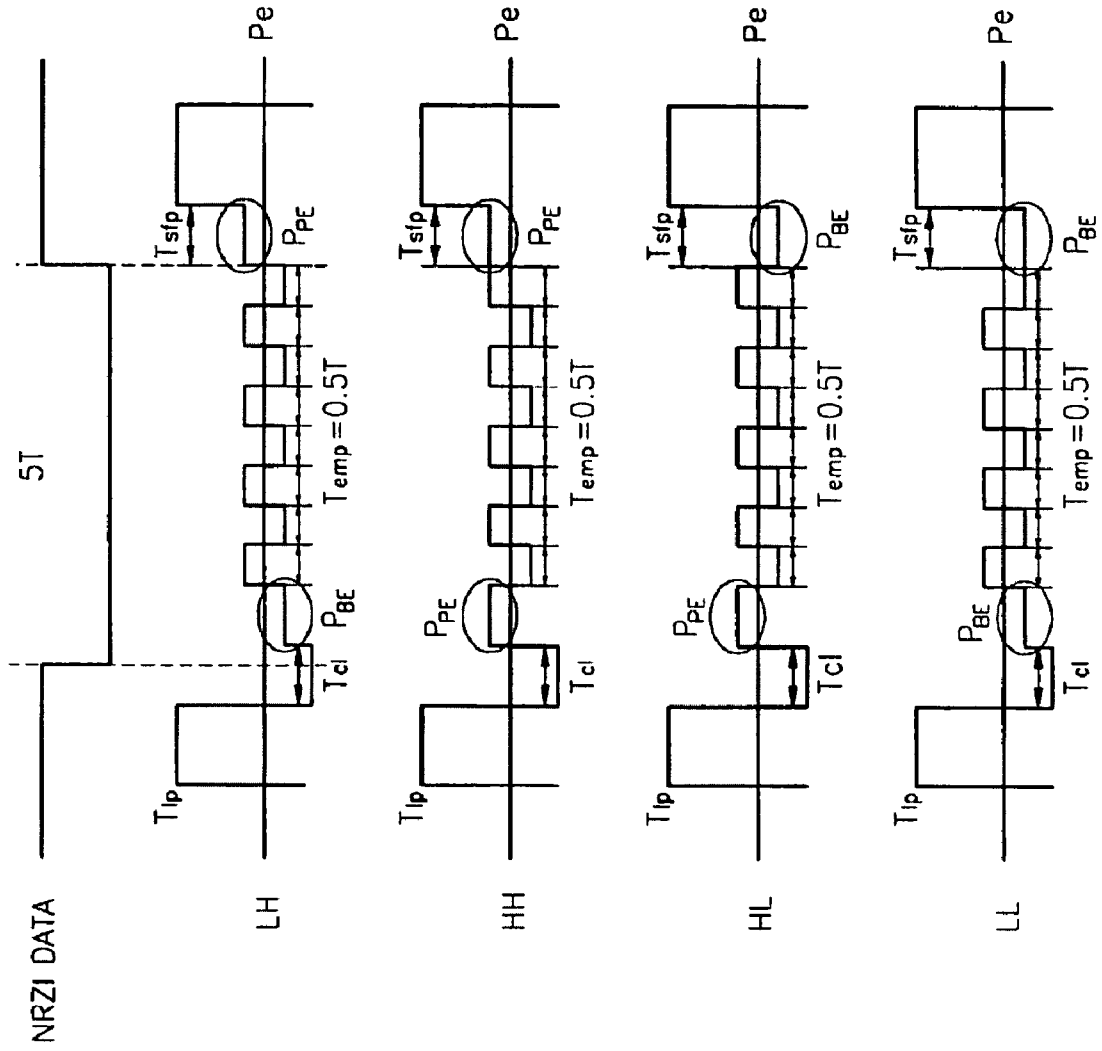 NRZI DATA
5T
LH
Tlp
Tcl
PBE
Temp=0.5T
Tsfp
PPE
Pe
HH
Tlp
Tcl
PPE
Temp=0.5T
Tsfp
PPE
Pe
HL
Tlp
Tcl
PPE
Temp=0.5T
Tsfp
PBE
Pe
LL
Tlp
Tcl
PBE
Temp=0.5T
Tsfp
PBE
Pe